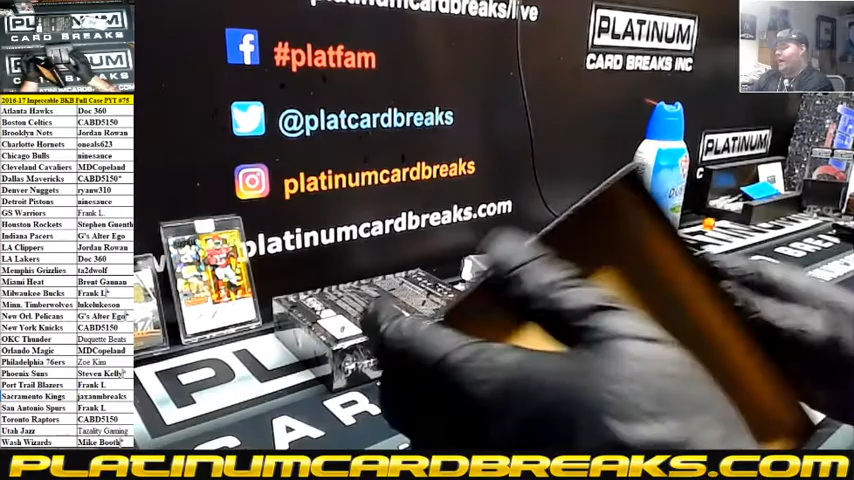 platinumcardbreaks/live
#platfam
@platcardbreaks
platinumcardbreaks
platinumcardbreaks.com
PLATINUM
CARD BREAKS INC
PLATINUM
2016-17 Impeccable BKB Full Case PYT #75
Atlanta Hawks Doc 360
Boston Celtics CABD5150
Brooklyn Nets Jordan Rowan
Charlotte Hornets oneals623
Chicago Bulls ninesauce
Cleveland Cavaliers MDCopeland
Dallas Mavericks CABD5150*
Denver Nuggets ryanw310
Detroit Pistons ninesauce
GS Warriors Frank L
Houston Rockets Stephen Gneuth
Indiana Pacers G's Alter Ego
LA Clippers Jordan Rowan
LA Lakers Doc 360
Memphis Grizzlies ta2dwolf
Miami Heat Brent Gannan
Milwaukee Bucks Frank L*
Minn. Timberwolves lukelukeson
New Orl. Pelicans G's Alter Ego*
New York Knicks CABD5150
OKC Thunder Duquette Beats
Orlando Magic MDCopeland
Philadelphia 76ers Zoe Kim
Phoenix Suns Steven Kelly*
Port Trail Blazers Frank L
Sacramento Kings jaxanmbreaks
San Antonio Spurs Frank L
Toronto Raptors CABD5150
Utah Jazz Tazality Gaming
Wash Wizards Mike Booth*
PLATINUM
CAR
PLATINUMCARDBREAKS.COM